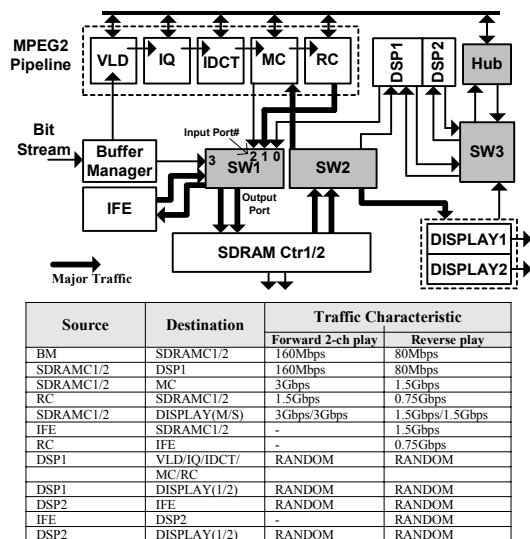 MPEG2
Pipeline
VLD
IQ
IDCT
MC
RC
DSP1
DSP2
Hub
Bit
Stream
Buffer
Manager
Input Port#
3 2 1 0
SW1
SW2
SW3
IFE
Output
Port
SDRAM Ctr1/2
DISPLAY1
DISPLAY2
Major Traffic
Source Destination Traffic Characteristic
Forward 2-ch play Reverse play
BM SDRAMC1/2 160Mbps 80Mbps
SDRAMC1/2 DSP1 160Mbps 80Mbps
SDRAMC1/2 MC 3Gbps 1.5Gbps
RC SDRAMC1/2 1.5Gbps 0.75Gbps
SDRAMC1/2 DISPLAY(M/S) 3Gbps/3Gbps 1.5Gbps/1.5Gbps
IFE SDRAMC1/2 - 1.5Gbps
RC IFE - 0.75Gbps
DSP1 VLD/IQ/IDCT/ RANDOM RANDOM
MC/RC
DSP1 DISPLAY(1/2) RANDOM RANDOM
DSP2 IFE RANDOM RANDOM
IFE DSP2 - RANDOM
DSP2 DISPLAY(1/2) RANDOM RANDOM